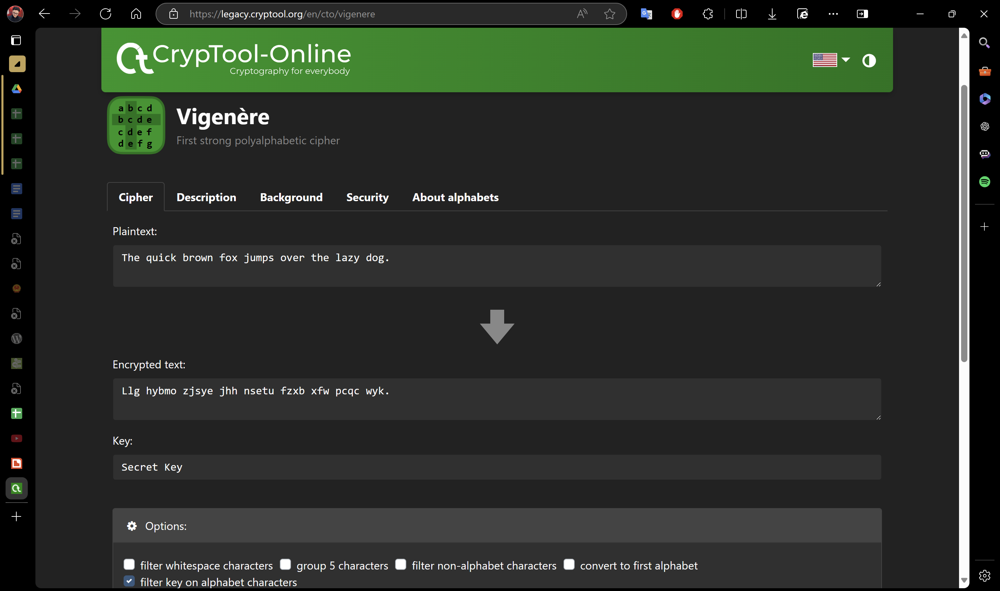 https://legacy.cryptool.org/en/cto/vigenere
CrypTool-Online
Cryptography for everybody
a b c d
b c d e
c d e f
d e f g
Vigenère
First strong polyalphabetic cipher
Cipher Description Background Security About alphabets
Plaintext:
The quick brown fox jumps over the lazy dog.
Encrypted text:
Llg hybmo zjsye jhh nsetu fzxb xfw pcqc wyk.
Key:
Secret Key
Options:
filter whitespace characters group 5 characters filter non-alphabet characters convert to first alphabet
filter key on alphabet characters